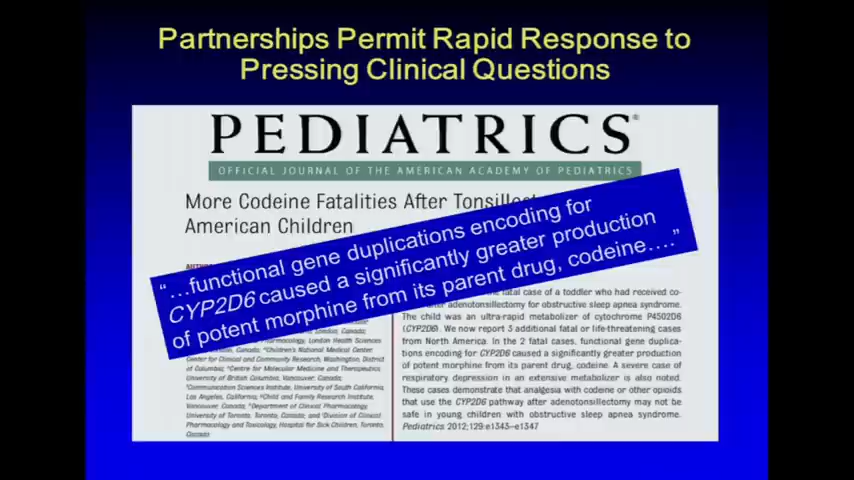 Partnerships Permit Rapid Response to
Pressing Clinical Questions
PEDIATRICS®
OFFICIAL JOURNAL OF THE AMERICAN ACADEMY OF PEDIATRICS
More Codeine Fatalities After
American Children
“…functional gene duplications encoding for
CYP2D6 caused a significantly greater production
of potent morphine from its parent drug, codeine….”
London, Canada;
London Health Sciences
Canada; Children's National Medical Center
Center for Clinical and Community Research, Washington, District
of Columbia; Centre for Molecular Medicine and Therapeutics,
University of British Columbia, Vancouver, Canada;
Communication Sciences Institute, University of South California,
Los Angeles, California; Child and Family Research Institute,
Vancouver, Canada; Department of Clinical Pharmacology,
University of Toronto, Toronto, Canada; and Division of Clinical
Pharmacology and Toxicology, Hospital for Sick Children, Toronto,
Canada
fatal case of a toddler who had received co-
adenotonsillectomy for obstructive sleep apnea syndrome.
The child was an ultra-rapid metabolizer of cytochrome P4502D6
(CYP2D6). We now report 3 additional fatal or life-threatening cases
from North America. In the 2 fatal cases, functional gene duplica-
tions encoding for CYP2D6 caused a significantly greater production
of potent morphine from its parent drug, codeine. A severe case of
respiratory depression in an extensive metabolizer is also noted.
These cases demonstrate that analgesia with codeine or other opioids
that use the CYP2D6 pathway after adenotonsillectomy may not be
safe in young children with obstructive sleep apnea syndrome.
Pediatrics 2012;129:e1343–e1347